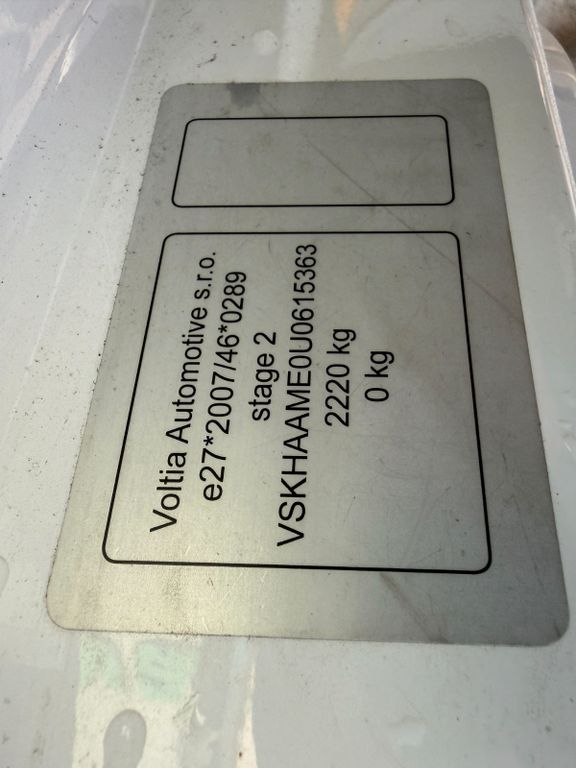 Voltia Automotive s.r.o.
e27*2007/46*0289
stage 2
VSKHAAME0U0615363
2220 kg
0 kg